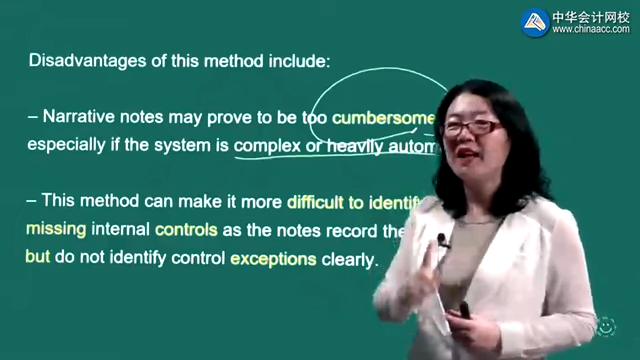 中华会计网校
www.chinaacc.com
Disadvantages of this method include:
– Narrative notes may prove to be too cumbersome
especially if the system is complex or heavily
– This method can make it more difficult to identify
missing internal controls as the notes record the
but do not identify control exceptions clearly.